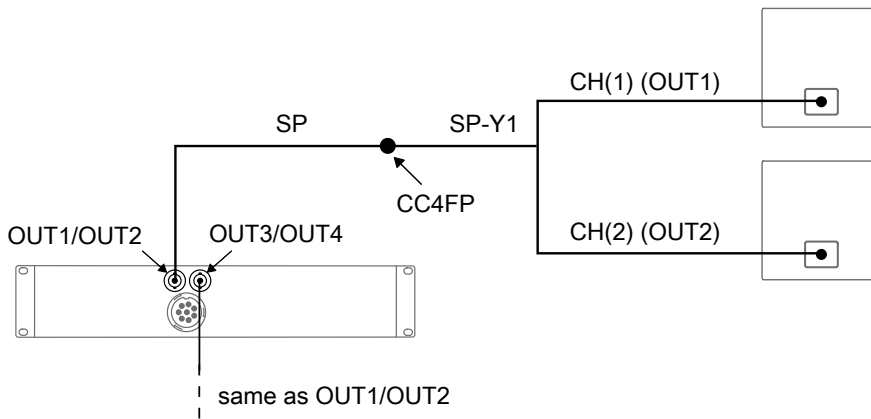 CH(1) (OUT1)
SP
SP-Y1
CC4FP
OUT1/OUT2
OUT3/OUT4
CH(2) (OUT2)
same as OUT1/OUT2